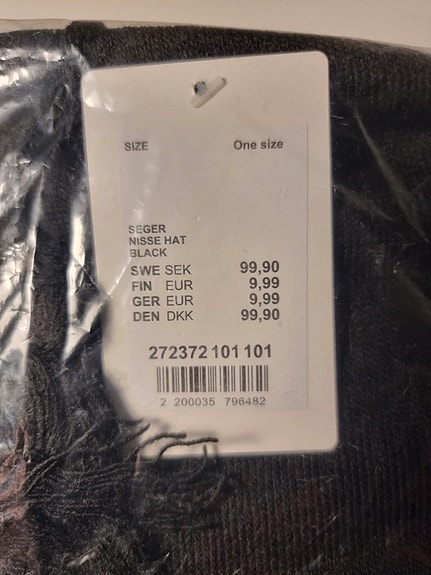 SIZE One size
SEGER
NISSE HAT
BLACK
SWE SEK 99,90
FIN EUR 9,99
GER EUR 9,99
DEN DKK 99,90
272372 101 101
2 200035 796482